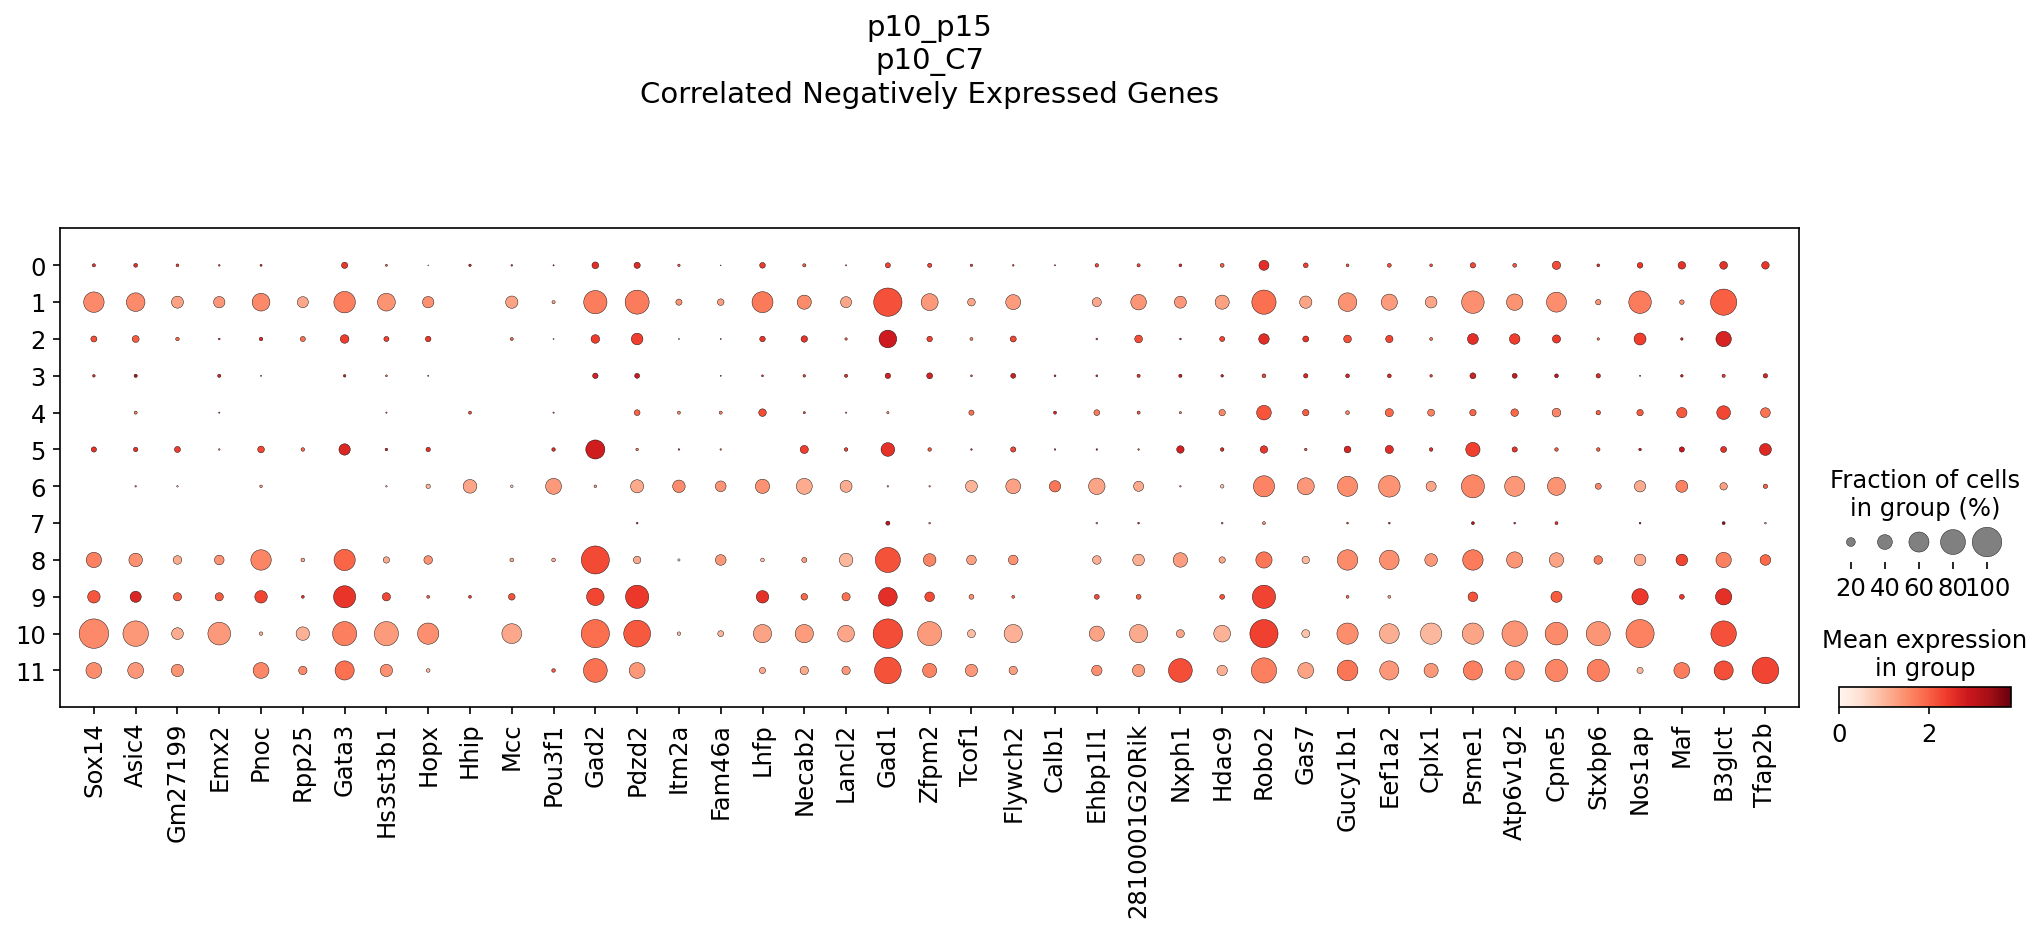 p10_p15
p10_C7
Correlated Negatively Expressed Genes
0
1
2
3
4
5
6
7
8
9
10
11
Sox14
Asic4
Gm27199
Emx2
Pnoc
Rpp25
Gata3
Hs3st3b1
Hopx
Hhip
Mcc
Pou3f1
Gad2
Pdzd2
Itm2a
Fam46a
Lhfp
Necab2
Lancl2
Gad1
Zfpm2
Tcof1
Flywch2
Calb1
Ehbp1l1
2810001G20Rik
Nxph1
Hdac9
Robo2
Gas7
Gucy1b1
Eef1a2
Cplx1
Psme1
Atp6v1g2
Cpne5
Stxbp6
Nos1ap
Maf
B3glct
Tfap2b
Fraction of cells
in group (%)
20 40 60 80 100
Mean expression
in group
0 2